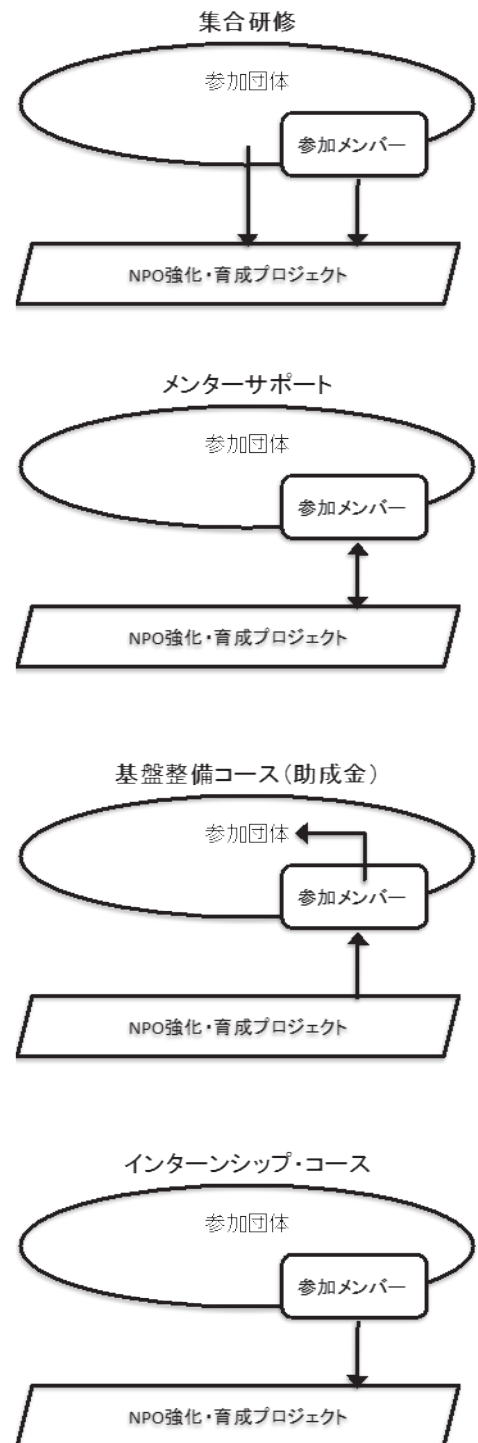 集合研修
参加団体
参加メンバー
NPO強化・育成プロジェクト
メンターサポート
参加団体
参加メンバー
NPO強化・育成プロジェクト
基盤整備コース（助成金）
参加団体
参加メンバー
NPO強化・育成プロジェクト
インターンシップ・コース
参加団体
参加メンバー
NPO強化・育成プロジェクト